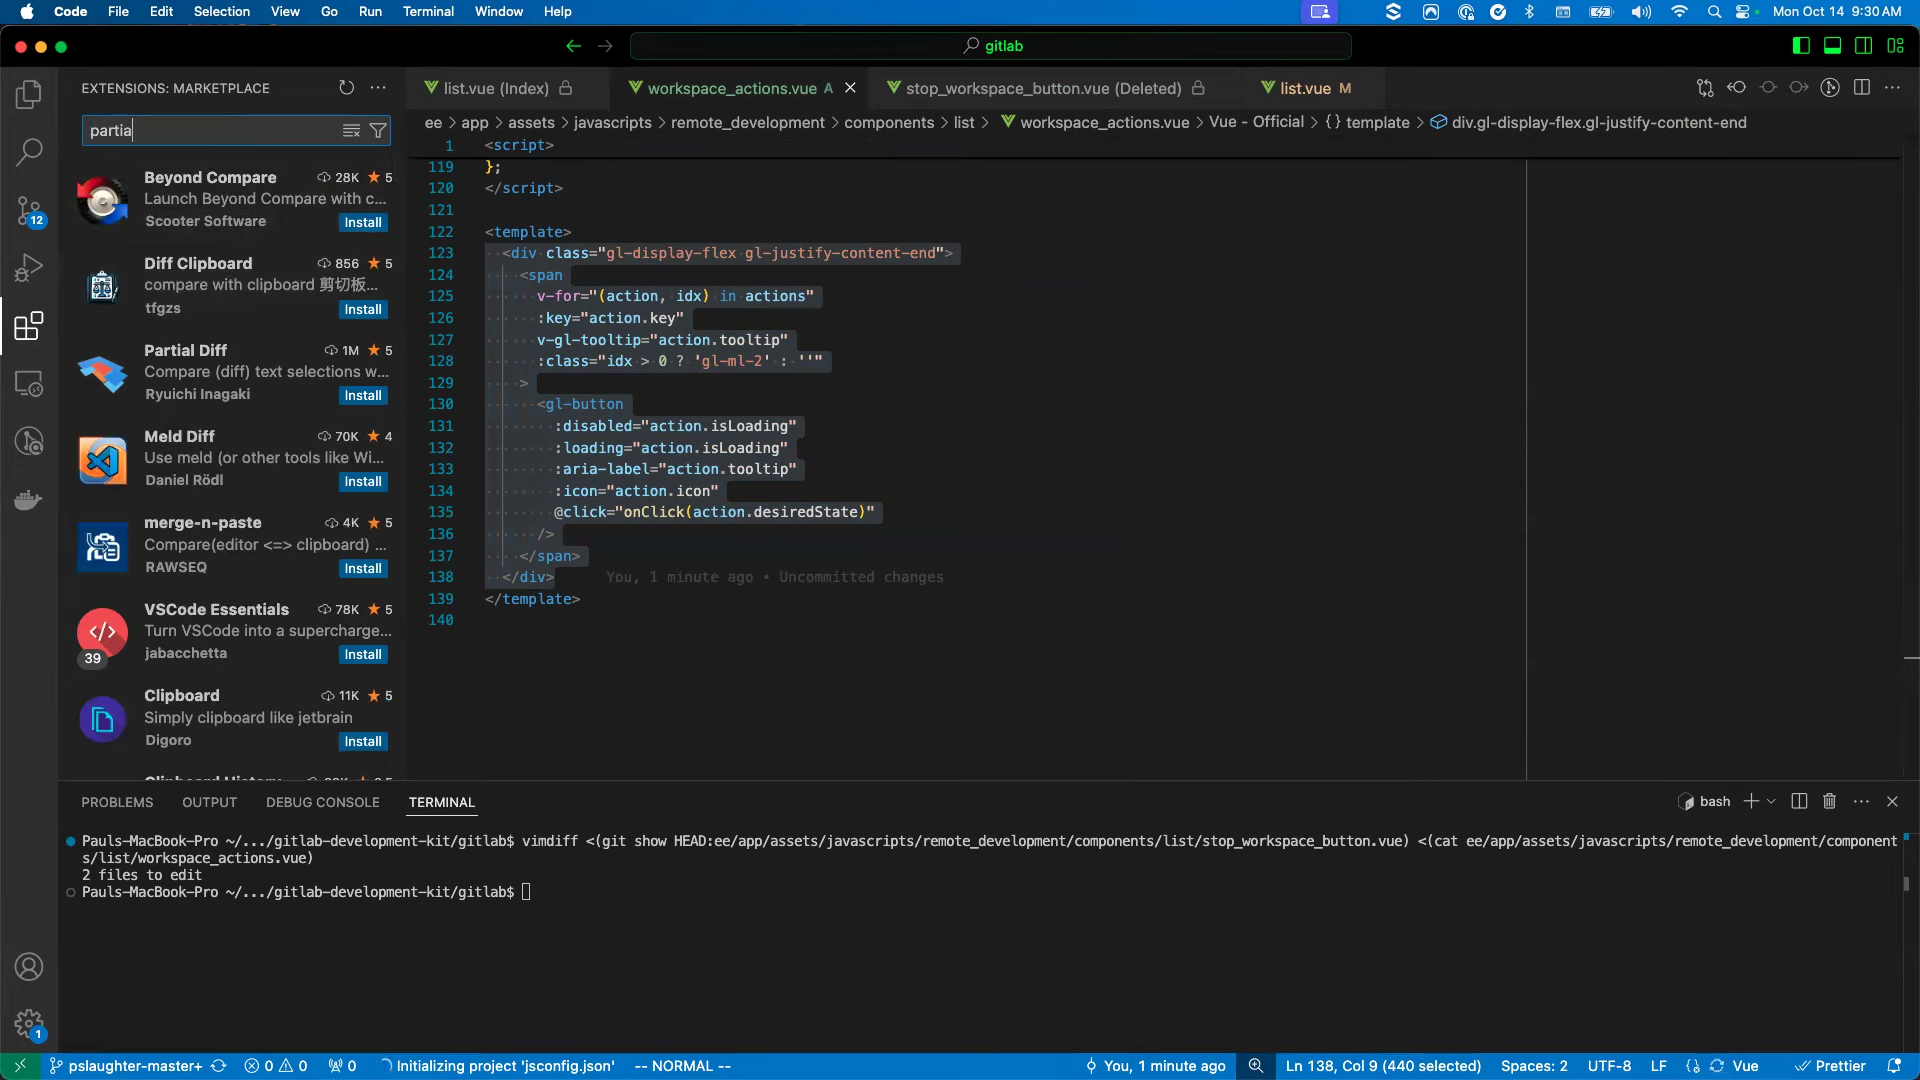 Code File Edit Selection View Go Run Terminal Window Help Mon Oct 14 9:30 AM
gitlab
EXTENSIONS: MARKETPLACE
partia
Beyond Compare 28K 5
Launch Beyond Compare with c...
Scooter Software Install
Diff Clipboard 856 5
compare with clipboard 剪切板...
tfgzs Install
Partial Diff 1M 5
Compare (diff) text selections w...
Ryuichi Inagaki Install
Meld Diff 70K 4
Use meld (or other tools like Wi...
Daniel Rödl Install
merge-n-paste 4K 5
Compare(editor <=> clipboard) ...
RAWSEQ Install
VSCode Essentials 78K 5
Turn VSCode into a supercharge...
jabacchetta Install
39
Clipboard 11K 5
Simply clipboard like jetbrain
Digoro Install
12
1
list.vue (Index) workspace_actions.vue A stop_workspace_button.vue (Deleted) list.vue M
ee > app > assets > javascripts > remote_development > components > list > workspace_actions.vue > Vue - Official > {} template > div.gl-display-flex.gl-justify-content-end
1 <script>
119 };
120 </script>
121
122 <template>
123 <div class="gl-display-flex gl-justify-content-end">
124 <span
125 v-for="(action, idx) in actions"
126 :key="action.key"
127 v-gl-tooltip="action.tooltip"
128 :class="idx > 0 ? 'gl-ml-2' : ''"
129 >
130 <gl-button
131 :disabled="action.isLoading"
132 :loading="action.isLoading"
133 :aria-label="action.tooltip"
134 :icon="action.icon"
135 @click="onClick(action.desiredState)"
136 />
137 </span>
138 </div> You, 1 minute ago • Uncommitted changes
139 </template>
140
PROBLEMS OUTPUT DEBUG CONSOLE TERMINAL bash
Pauls-MacBook-Pro ~/.../gitlab-development-kit/gitlab$ vimdiff <(git show HEAD:ee/app/assets/javascripts/remote_development/components/list/stop_workspace_button.vue) <(cat ee/app/assets/javascripts/remote_development/component
s/list/workspace_actions.vue)
2 files to edit
Pauls-MacBook-Pro ~/.../gitlab-development-kit/gitlab$
pslaughter-master+ 0 0 0 Initializing project 'jsconfig.json' -- NORMAL -- You, 1 minute ago Ln 138, Col 9 (440 selected) Spaces: 2 UTF-8 LF {} Vue Prettier